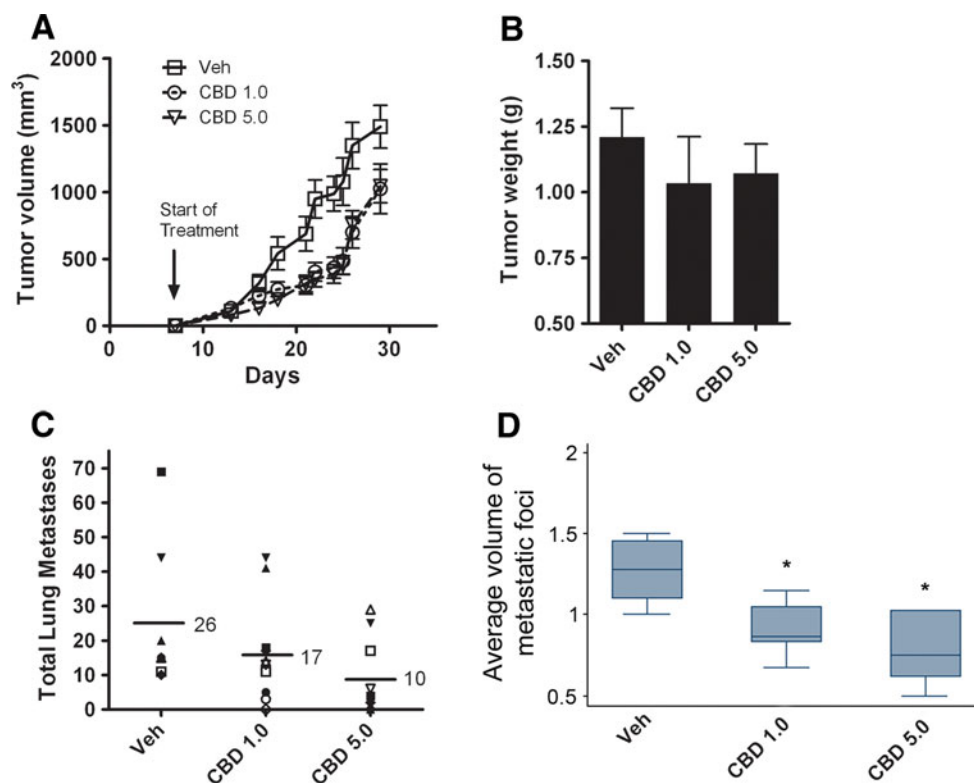 A
Tumor volume (mm³)
2000
1500
1000
500
0
Veh
CBD 1.0
CBD 5.0
Start of
Treatment
0
10
20
30
Days
B
Tumor weight (g)
1.50
1.25
1.00
0.75
0.50
Veh
CBD 1.0
CBD 5.0
C
Total Lung Metastases
70
60
50
40
30
20
10
0
26
17
10
Veh
CBD 1.0
CBD 5.0
D
Average volume of
metastatic foci
2
1.5
1
0.5
*
*
Veh
CBD 1.0
CBD 5.0